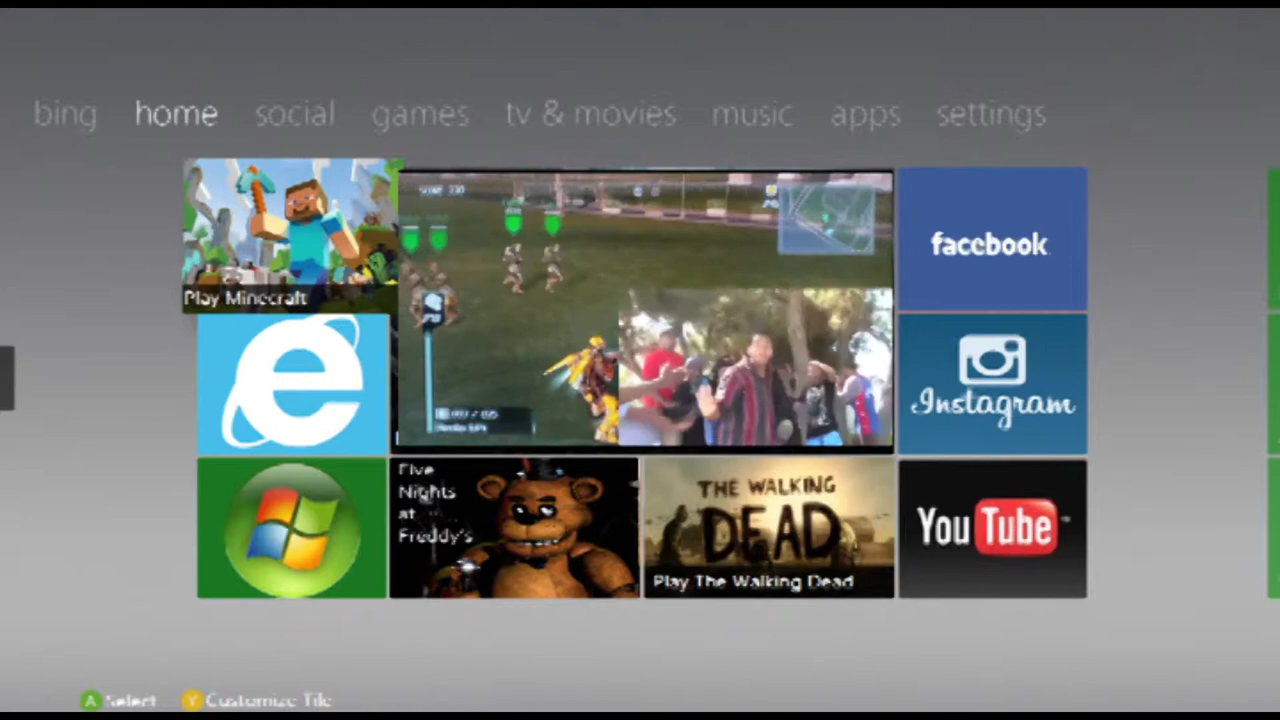 bing home social games tv & movies music apps settings
Play Minecraft
facebook
Instagram
Five
Nights
at
Freddy's
THE WALKING
DEAD
Play The Walking Dead
YouTube
A Select Y Customize Tile